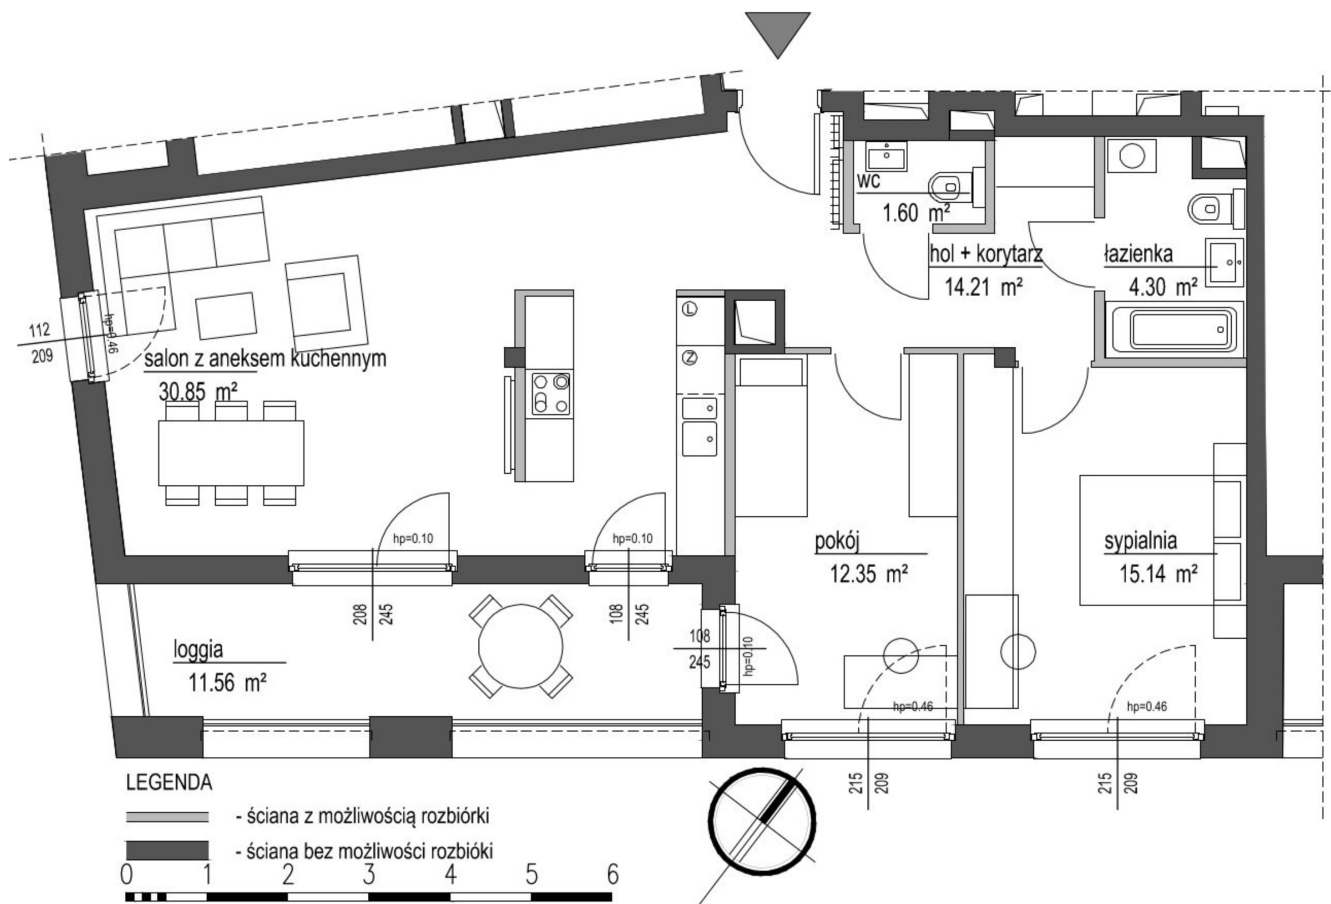 wc
1.60 m²
hol + korytarz
14.21 m²
łazienka
4.30 m²
112
209
hp=0.46
salon z aneksem kuchennym
30.85 m²
L
Z
hp=0.10
hp=0.10
pokój
12.35 m²
sypialnia
15.14 m²
208
245
108
245
108
245
hp=0.10
loggia
11.56 m²
hp=0.46
hp=0.46
215
209
215
209
LEGENDA
- ściana z możliwością rozbiórki
- ściana bez możliwości rozbióki
0 1 2 3 4 5 6